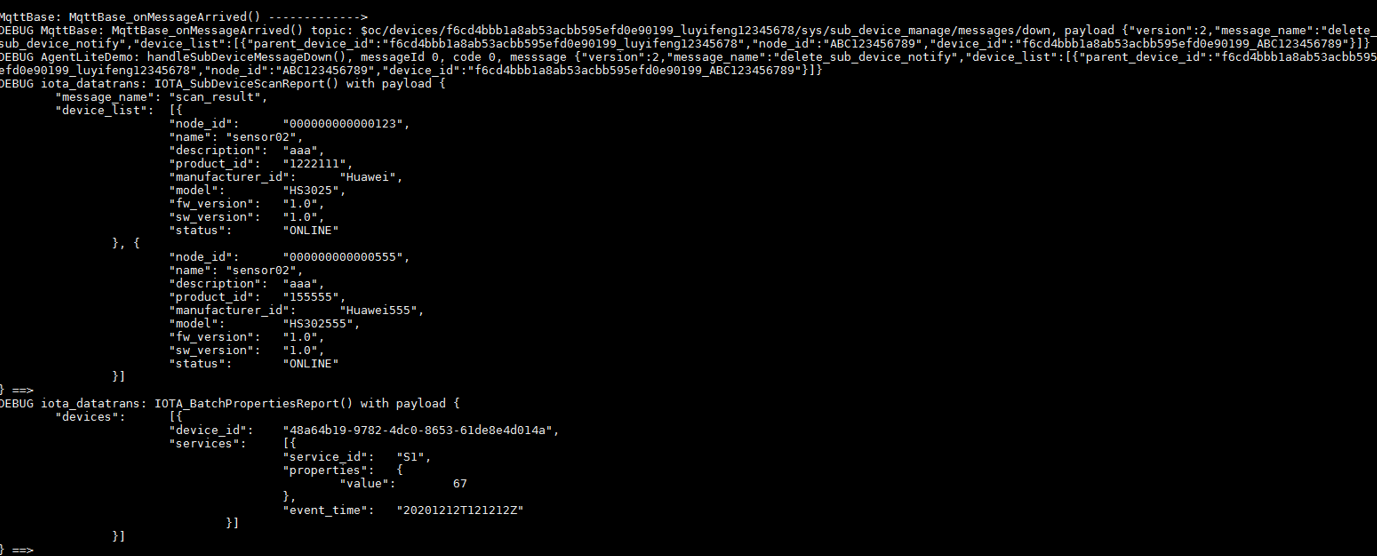 MqttBase: MqttBase_onMessageArrived() ------------->
DEBUG MqttBase: MqttBase_onMessageArrived() topic: $oc/devices/f6cd4bbb1a8ab53acbb595efd0e90199_luyifeng12345678/sys/sub_device_manage/messages/down, payload {"version":2,"message_name":"delete_
sub_device_notify","device_list":[{"parent_device_id":"f6cd4bbb1a8ab53acbb595efd0e90199_luyifeng12345678","node_id":"ABC123456789","device_id":"f6cd4bbb1a8ab53acbb595efd0e90199_ABC123456789"}]}
DEBUG AgentLiteDemo: handleSubDeviceMessageDown(), messageId 0, code 0, messsage {"version":2,"message_name":"delete_sub_device_notify","device_list":[{"parent_device_id":"f6cd4bbb1a8ab53acbb595
efd0e90199_luyifeng12345678","node_id":"ABC123456789","device_id":"f6cd4bbb1a8ab53acbb595efd0e90199_ABC123456789"}]}
DEBUG iota_datatrans: IOTA_SubDeviceScanReport() with payload {
"message_name": "scan_result",
"device_list": [{
"node_id": "000000000000123",
"name": "sensor02",
"description": "aaa",
"product_id": "1222111",
"manufacturer_id": "Huawei",
"model": "HS3025",
"fw_version": "1.0",
"sw_version": "1.0",
"status": "ONLINE"
}, {
"node_id": "000000000000555",
"name": "sensor02",
"description": "aaa",
"product_id": "155555",
"manufacturer_id": "Huawei555",
"model": "HS302555",
"fw_version": "1.0",
"sw_version": "1.0",
"status": "ONLINE"
}]
} ==>
DEBUG iota_datatrans: IOTA_BatchPropertiesReport() with payload {
"devices": [{
"device_id": "48a64b19-9782-4dc0-8653-61de8e4d014a",
"services": [{
"service_id": "S1",
"properties": {
"value": 67
},
"event_time": "20201212T121212Z"
}]
}]
} ==>